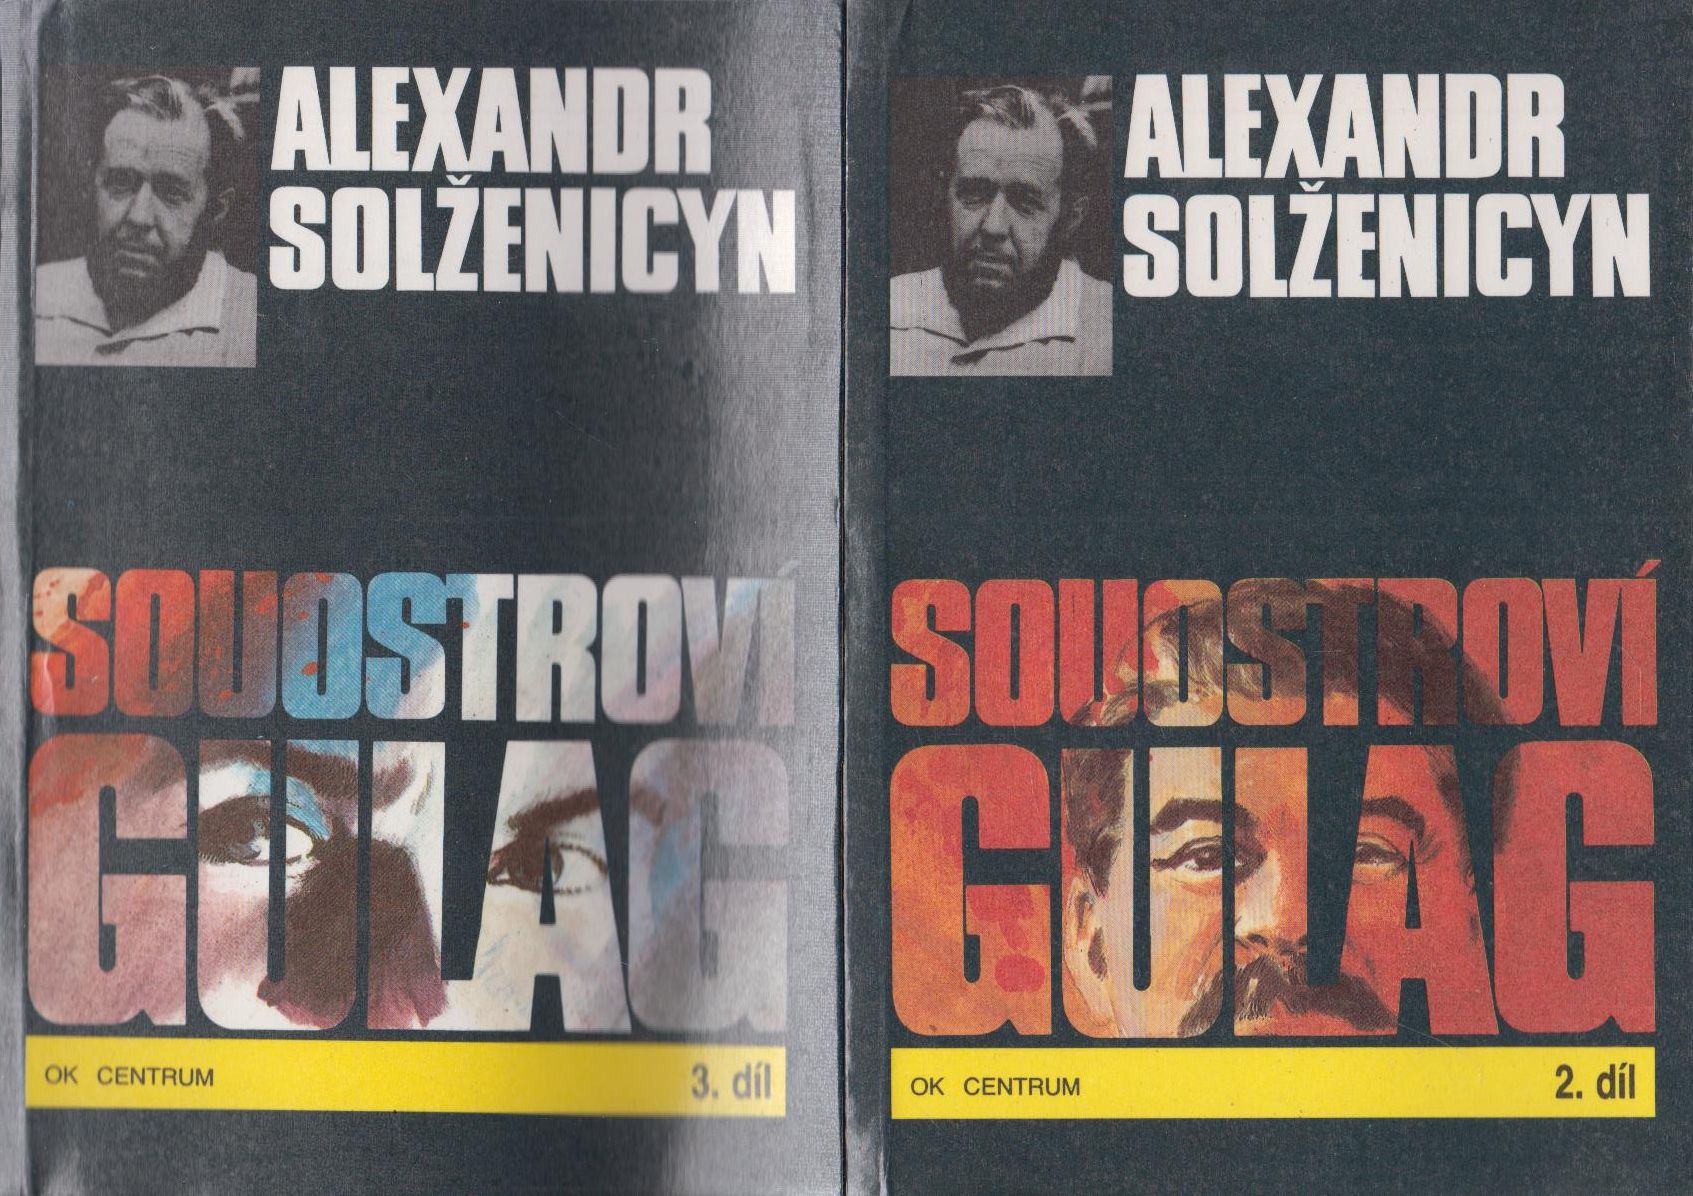 ALEXANDR
SOLŽENICYN
SOUOSTROVÍ
GULAG
OK CENTRUM
3. díl
ALEXANDR
SOLŽENICYN
SOUOSTROVÍ
GULAG
OK CENTRUM
2. díl